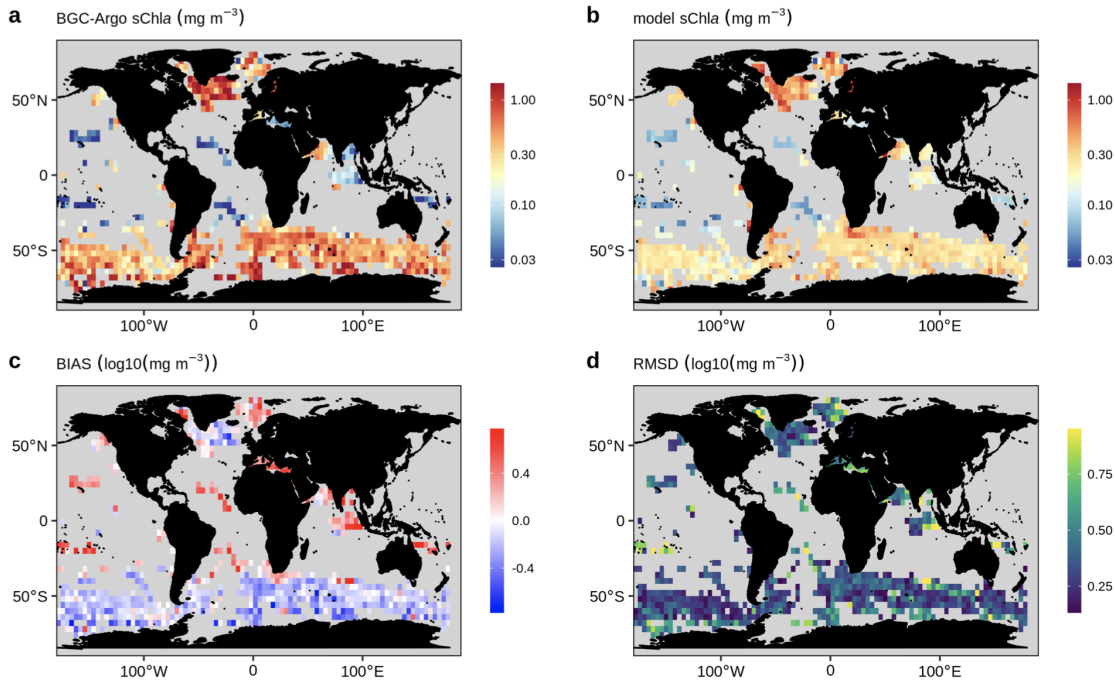 a BGC-Argo sChla (mg m⁻³)
50°N
0
50°S
100°W 0 100°E
1.00
0.30
0.10
0.03
b model sChla (mg m⁻³)
50°N
0
50°S
100°W 0 100°E
1.00
0.30
0.10
0.03
c BIAS (log10(mg m⁻³))
50°N
0
50°S
100°W 0 100°E
0.4
0.0
-0.4
d RMSD (log10(mg m⁻³))
50°N
0
50°S
100°W 0 100°E
0.75
0.50
0.25